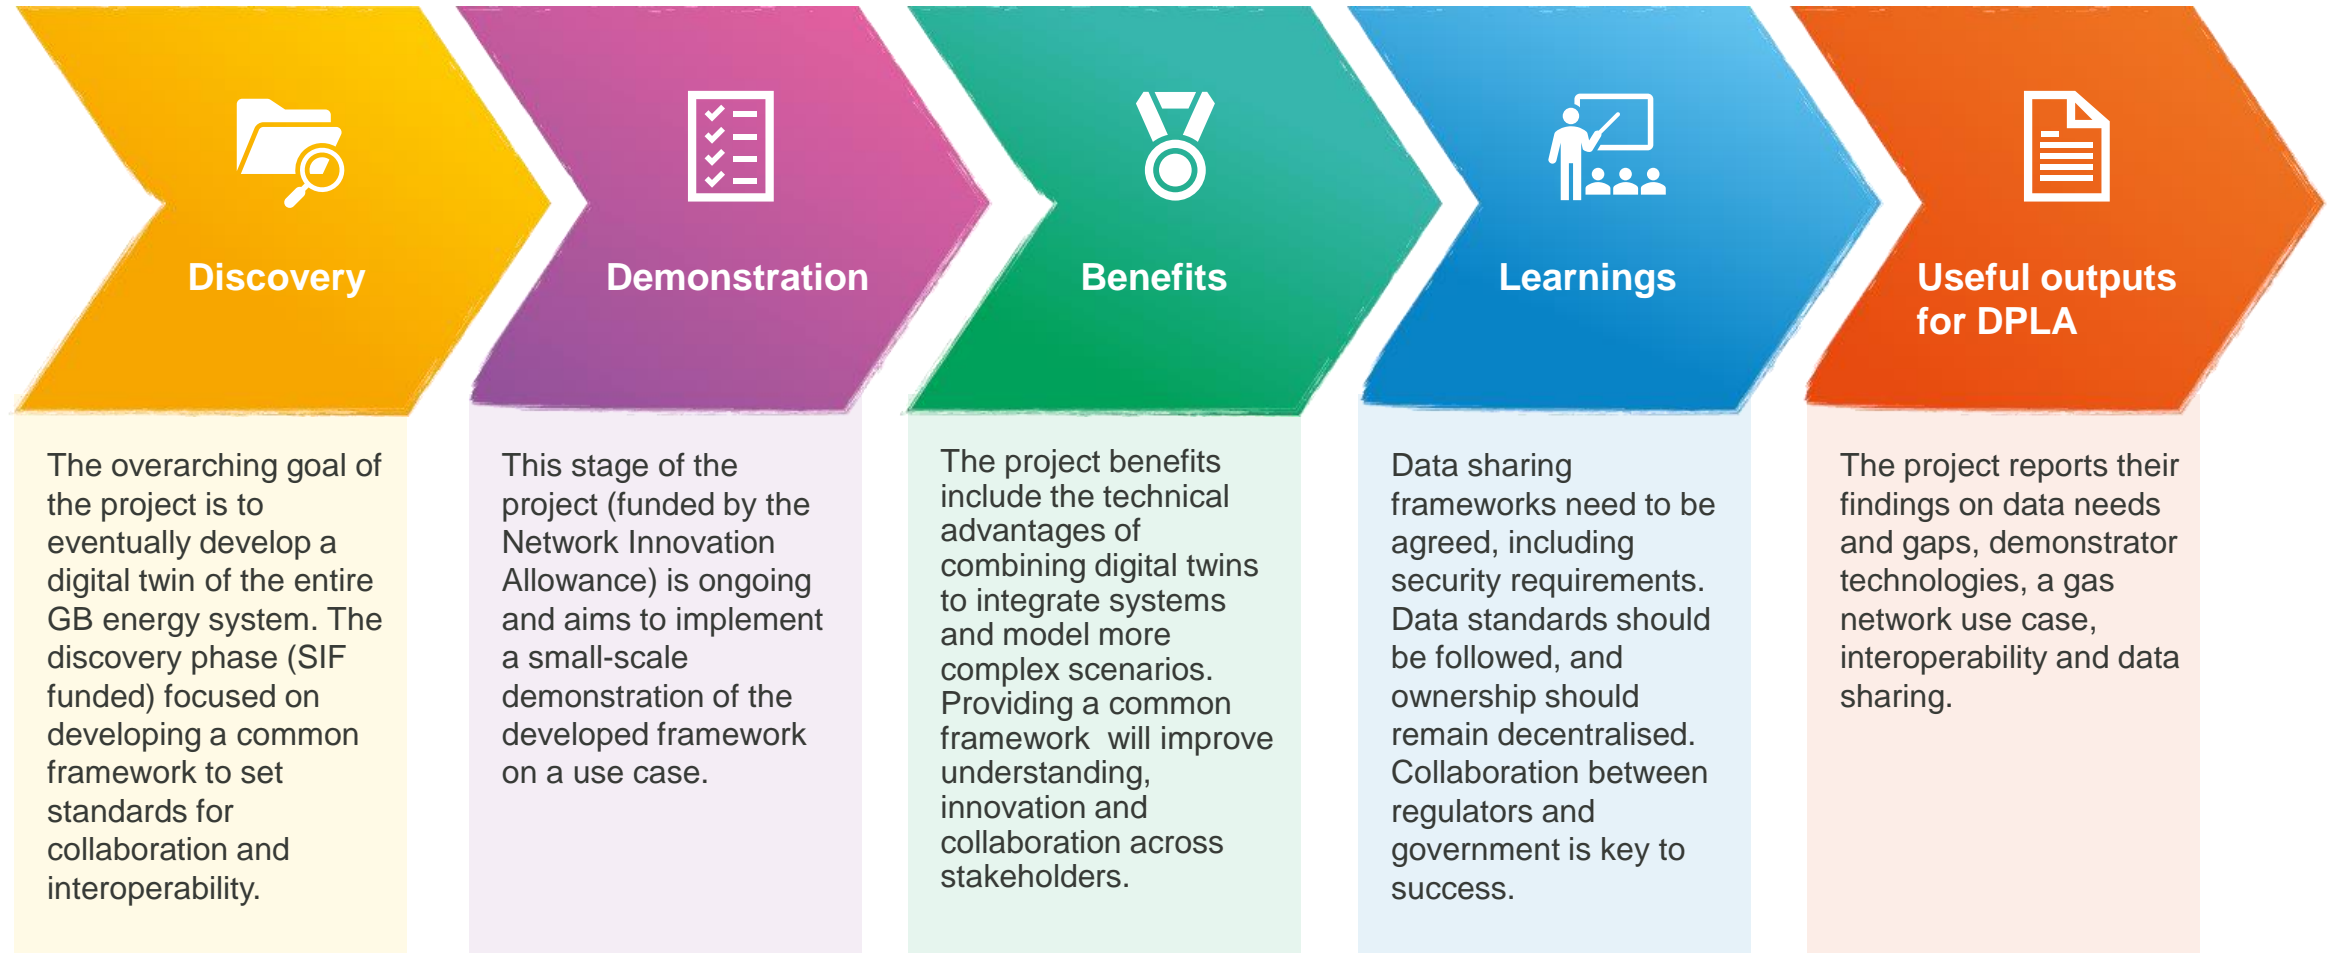 Discovery
The overarching goal of
the project is to
eventually develop a
digital twin of the entire
GB energy system. The
discovery phase (SIF
funded) focused on
developing a common
framework to set
standards for
collaboration and
interoperability.
Demonstration
This stage of the
project (funded by the
Network Innovation
Allowance) is ongoing
and aims to implement
a small-scale
demonstration of the
developed framework
on a use case.
Benefits
The project benefits
include the technical
advantages of
combining digital twins
to integrate systems
and model more
complex scenarios.
Providing a common
framework  will improve
understanding,
innovation and
collaboration across
stakeholders.
Learnings
Data sharing
frameworks need to be
agreed, including
security requirements.
Data standards should
be followed, and
ownership should
remain decentralised.
Collaboration between
regulators and
government is key to
success.
Useful outputs
for DPLA
The project reports their
findings on data needs
and gaps, demonstrator
technologies, a gas
network use case,
interoperability and data
sharing.